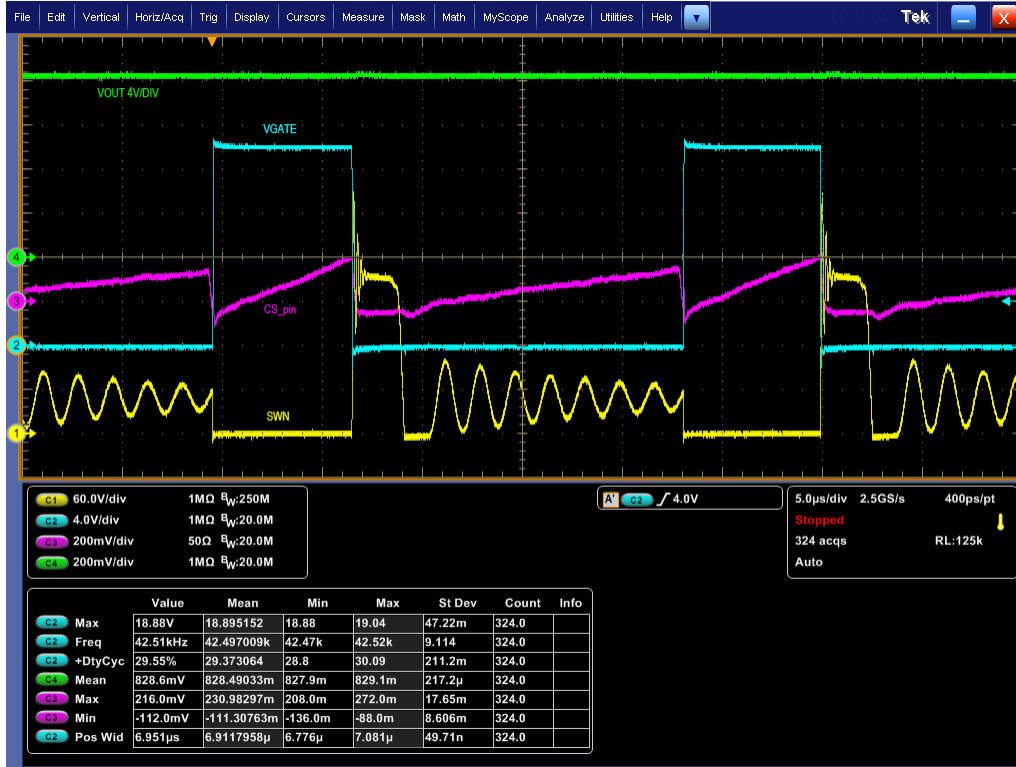 File Edit Vertical Horiz/Acq Trig Display Cursors Measure Mask Math MyScope Analyze Utilities Help Tek X
VOUT 4V/DIV
VGATE
4
3
CS_pin
2
SWN
1
C1 60.0V/div 1MΩ BW:250M
C2 4.0V/div 1MΩ BW:20.0M
C3 200mV/div 50Ω BW:20.0M
C4 200mV/div 1MΩ BW:20.0M
A' C2 4.0V
5.0µs/div 2.5GS/s 400ps/pt
Stopped
324 acqs RL:125k
Auto
Value Mean Min Max St Dev Count Info
C2 Max 18.88V 18.895152 18.88 19.04 47.22m 324.0
C2 Freq 42.51kHz 42.497009k 42.47k 42.52k 9.114 324.0
C2 +DtyCyc 29.55% 29.373064 28.8 30.09 211.2m 324.0
C4 Mean 828.6mV 828.49033m 827.9m 829.1m 217.2µ 324.0
C3 Max 216.0mV 230.98297m 208.0m 272.0m 17.65m 324.0
C3 Min -112.0mV -111.30763m -136.0m -88.0m 8.606m 324.0
C2 Pos Wid 6.951µs 6.9117958µ 6.776µ 7.081µ 49.71n 324.0